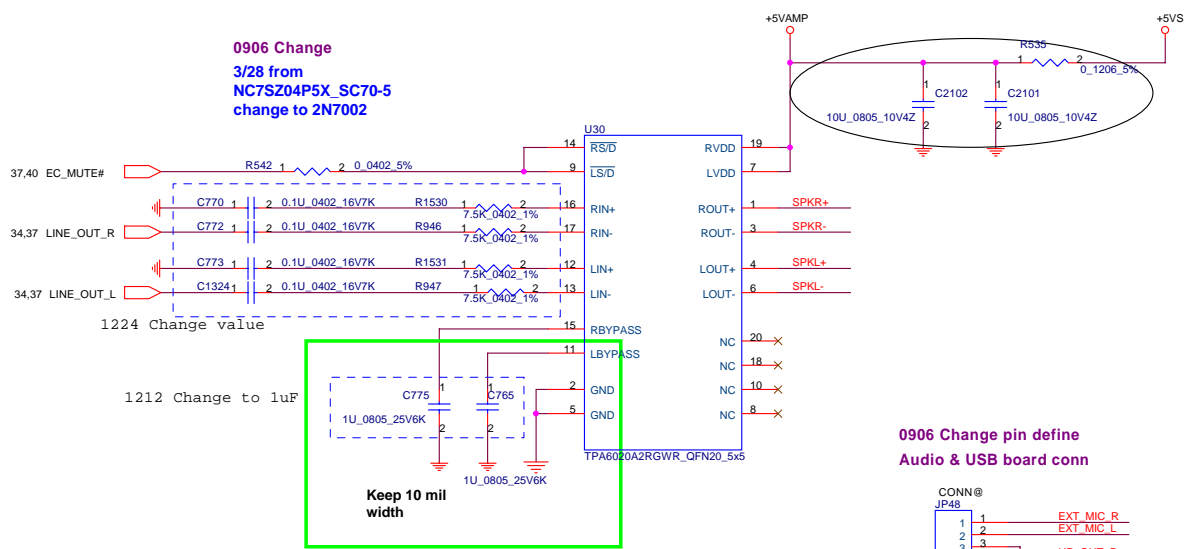 +5VAMP
+5VS
0906 Change
3/28 from
NC7SZ04P5X_SC70-5
change to 2N7002
R535
1
2
0_1206_5%
1
C2102
10U_0805_10V4Z
2
1
C2101
10U_0805_10V4Z
2
U30
37,40 EC_MUTE#
R542 1 2 0_0402_5%
14 RS/D
9 LS/D
RVDD 19
LVDD 7
C770 1 2 0.1U_0402_16V7K R1530 1 2 16 RIN+
7.5K_0402_1%
34,37 LINE_OUT_R
C772 1 2 0.1U_0402_16V7K R946 1 2 17 RIN-
7.5K_0402_1%
C773 1 2 0.1U_0402_16V7K R1531 1 2 12 LIN+
7.5K_0402_1%
34,37 LINE_OUT_L
C1324 1 2 0.1U_0402_16V7K R947 1 2 13 LIN-
7.5K_0402_1%
ROUT+ 1 SPKR+
ROUT- 3 SPKR-
LOUT+ 4 SPKL+
LOUT- 6 SPKL-
1224 Change value
15 RBYPASS
11 LBYPASS
NC 20
NC 18
NC 10
NC 8
2 GND
5 GND
1212 Change to 1uF
1
C775
1U_0805_25V6K
2
1
C765
2
1U_0805_25V6K
TPA6020A2RGWR_QFN20_5x5
Keep 10 mil
width
0906 Change pin define
Audio & USB board conn
CONN@
JP48
1 1 EXT_MIC_R
2 2 EXT_MIC_L
3 3